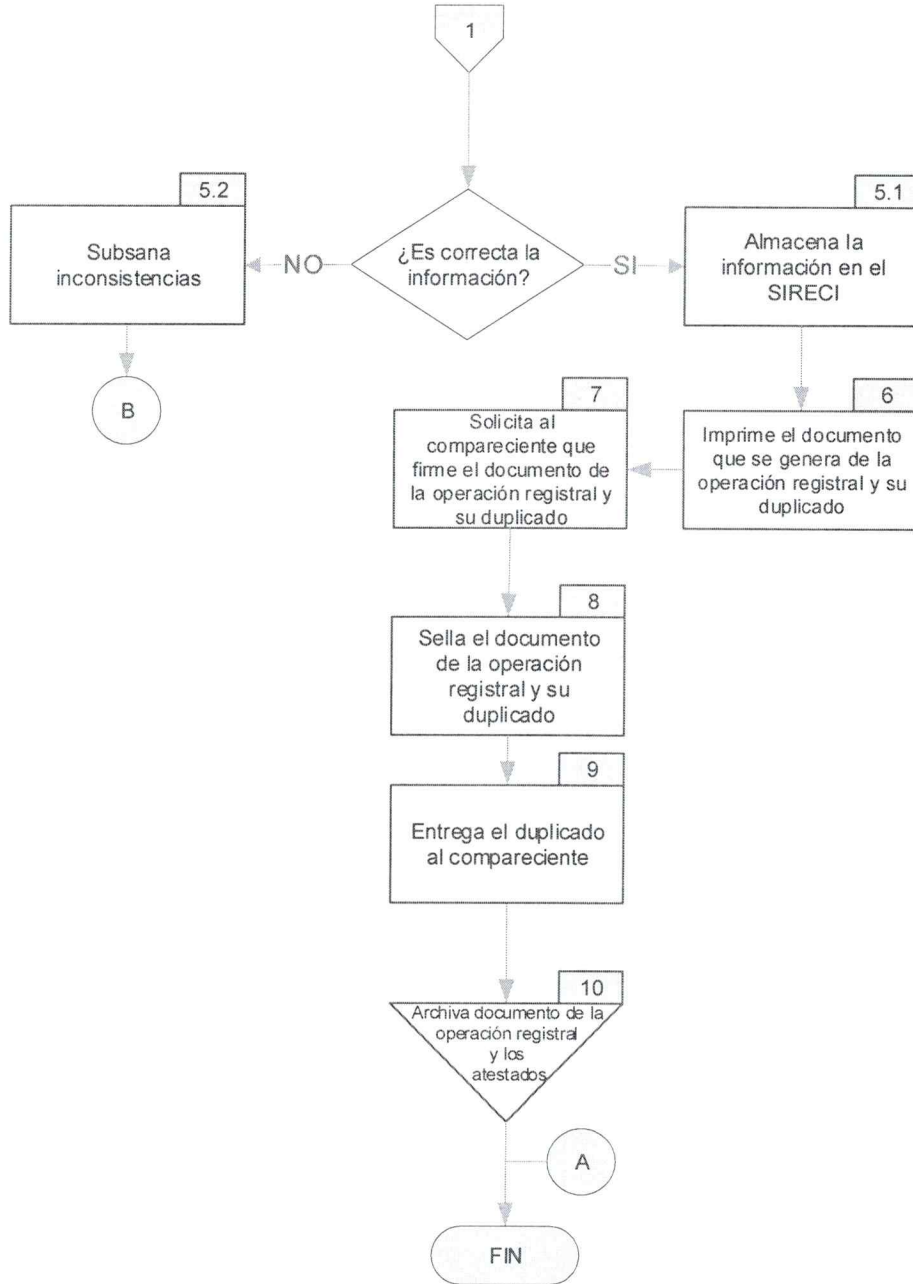 1
5.2
Subsana
inconsistencias
NO
¿Es correcta la
información?
SI
5.1
Almacena la
información en el
SIRECI
B
7
Solicita al
compareciente que
firme el documento de
la operación registral y
su duplicado
6
Imprime el documento
que se genera de la
operación registral y su
duplicado
8
Sella el documento
de la operación
registral y su
duplicado
9
Entrega el duplicado
al compareciente
10
Archiva documento de la
operación registral
y los
atestados
A
FIN